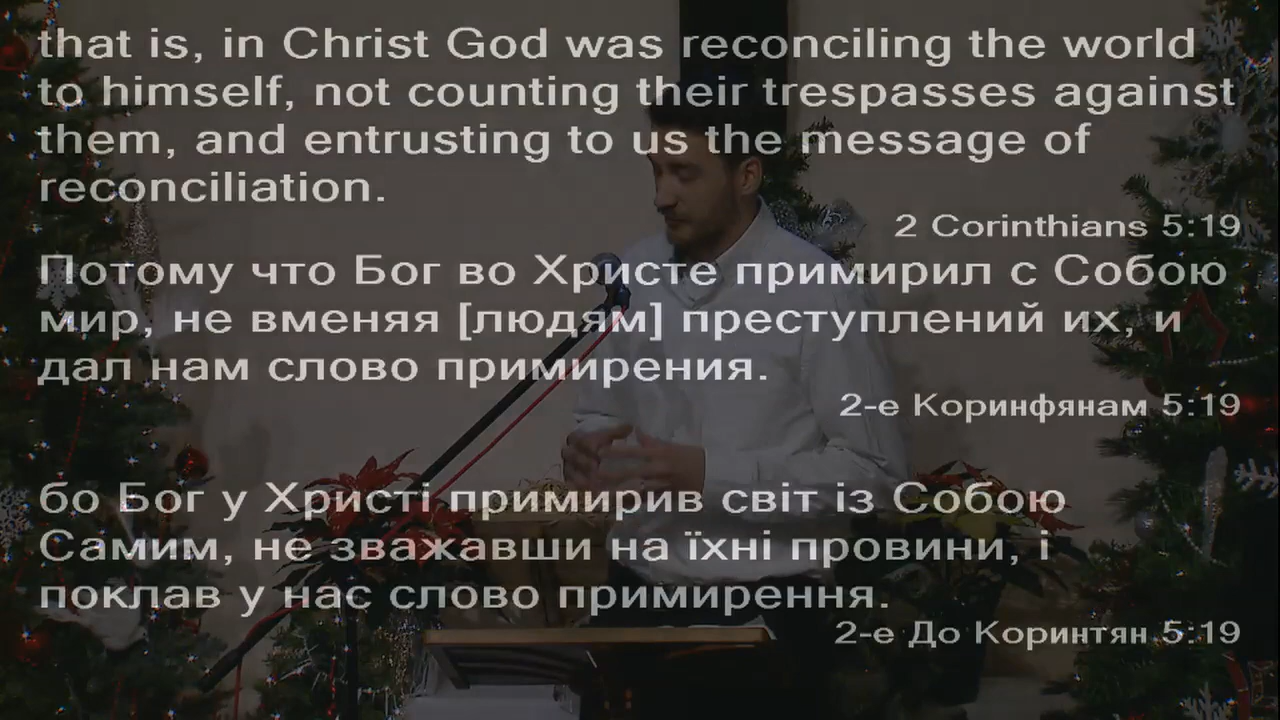 that is, in Christ God was reconciling the world
to himself, not counting their trespasses against
them, and entrusting to us the message of
reconciliation.
2 Corinthians 5:19
Потому что Бог во Христе примирил с Собою
мир, не вменяя [людям] преступлений их, и
дал нам слово примирения.
2-е Коринфянам 5:19
бо Бог у Христі примирив світ із Собою
Самим, не зважавши на їхні провини, і
поклав у нас слово примирення.
2-е До Коринтян 5:19